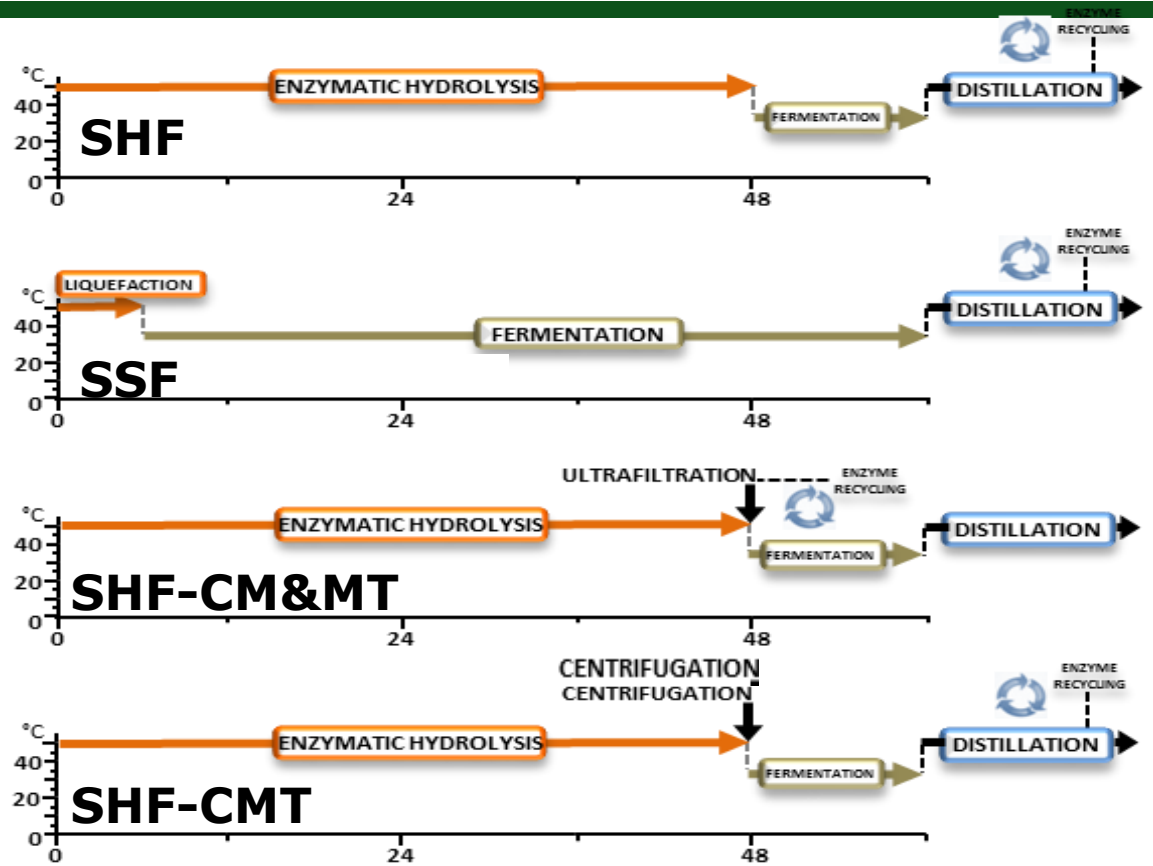 ENZYME
RECYCLING
°C
40
20
0
ENZYMATIC HYDROLYSIS
FERMENTATION
DISTILLATION
SHF
0
24
48
ENZYME
RECYCLING
LIQUEFACTION
°C
40
20
0
FERMENTATION
DISTILLATION
SSF
0
24
48
ULTRAFILTRATION
ENZYME
RECYCLING
°C
40
20
0
ENZYMATIC HYDROLYSIS
FERMENTATION
DISTILLATION
SHF-CM&MT
0
24
48
CENTRIFUGATION
CENTRIFUGATION
ENZYME
RECYCLING
°C
40
20
0
ENZYMATIC HYDROLYSIS
FERMENTATION
DISTILLATION
SHF-CMT
0
24
48